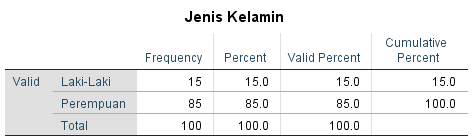 Jenis Kelamin
Frequency Percent Valid Percent Cumulative Percent
Valid Laki-Laki 15 15.0 15.0 15.0
Perempuan 85 85.0 85.0 100.0
Total 100 100.0 100.0